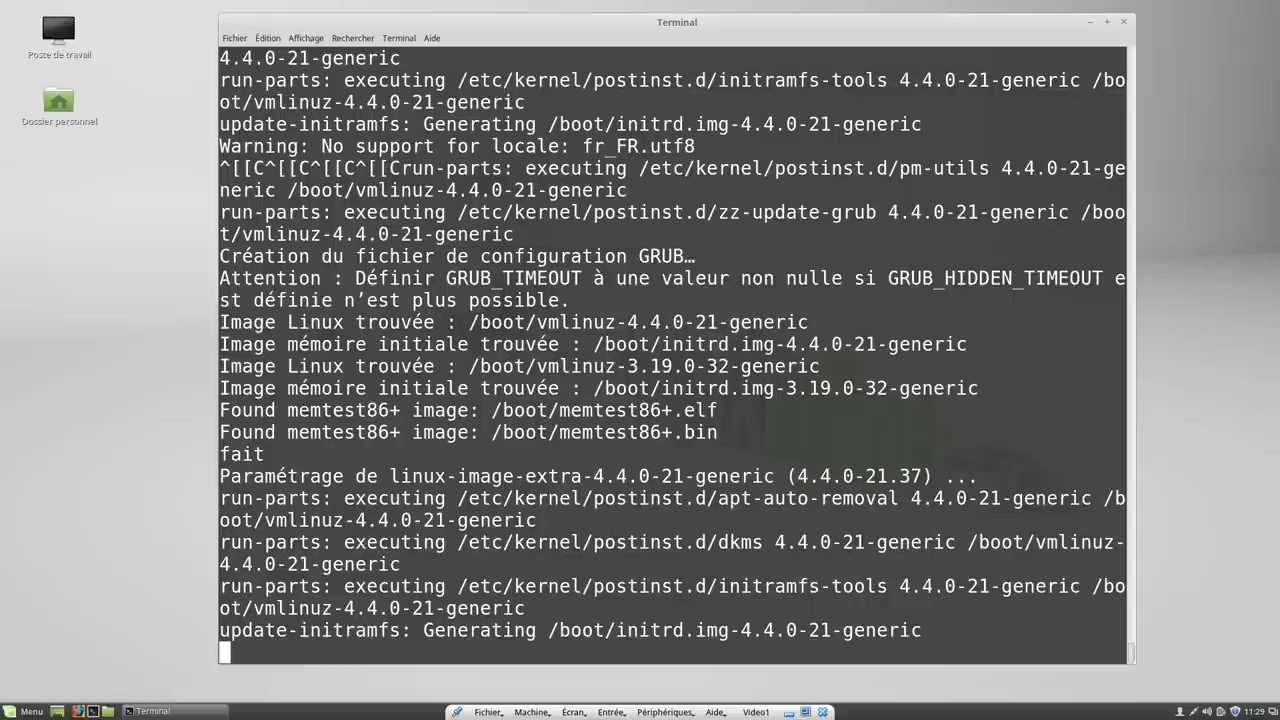 Terminal
Poste de travail
Dossier personnel
Fichier Édition Affichage Rechercher Terminal Aide
4.4.0-21-generic
run-parts: executing /etc/kernel/postinst.d/initramfs-tools 4.4.0-21-generic /bo
ot/vmlinuz-4.4.0-21-generic
update-initramfs: Generating /boot/initrd.img-4.4.0-21-generic
Warning: No support for locale: fr_FR.utf8
^[[C^[[C^[[C^[[Crun-parts: executing /etc/kernel/postinst.d/pm-utils 4.4.0-21-ge
neric /boot/vmlinuz-4.4.0-21-generic
run-parts: executing /etc/kernel/postinst.d/zz-update-grub 4.4.0-21-generic /boo
t/vmlinuz-4.4.0-21-generic
Création du fichier de configuration GRUB…
Attention : Définir GRUB_TIMEOUT à une valeur non nulle si GRUB_HIDDEN_TIMEOUT e
st définie n’est plus possible.
Image Linux trouvée : /boot/vmlinuz-4.4.0-21-generic
Image mémoire initiale trouvée : /boot/initrd.img-4.4.0-21-generic
Image Linux trouvée : /boot/vmlinuz-3.19.0-32-generic
Image mémoire initiale trouvée : /boot/initrd.img-3.19.0-32-generic
Found memtest86+ image: /boot/memtest86+.elf
Found memtest86+ image: /boot/memtest86+.bin
fait
Paramétrage de linux-image-extra-4.4.0-21-generic (4.4.0-21.37) ...
run-parts: executing /etc/kernel/postinst.d/apt-auto-removal 4.4.0-21-generic /b
oot/vmlinuz-4.4.0-21-generic
run-parts: executing /etc/kernel/postinst.d/dkms 4.4.0-21-generic /boot/vmlinuz-
4.4.0-21-generic
run-parts: executing /etc/kernel/postinst.d/initramfs-tools 4.4.0-21-generic /bo
ot/vmlinuz-4.4.0-21-generic
update-initramfs: Generating /boot/initrd.img-4.4.0-21-generic
Menu Terminal Fichier Machine Écran Entrée Périphériques Aide Video1 11:29